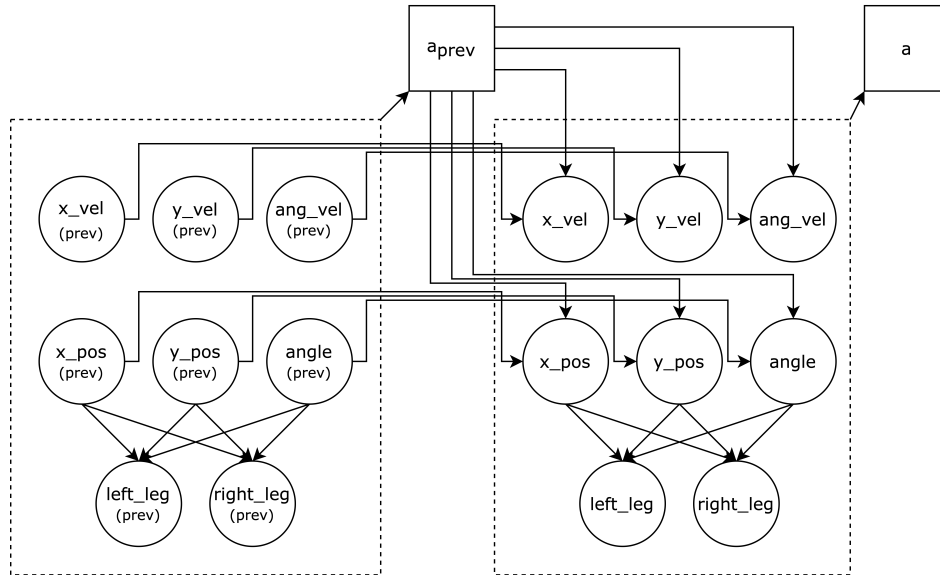 aprev
a
x_vel
(prev)
y_vel
(prev)
ang_vel
(prev)
x_vel
y_vel
ang_vel
x_pos
(prev)
y_pos
(prev)
angle
(prev)
x_pos
y_pos
angle
left_leg
(prev)
right_leg
(prev)
left_leg
right_leg